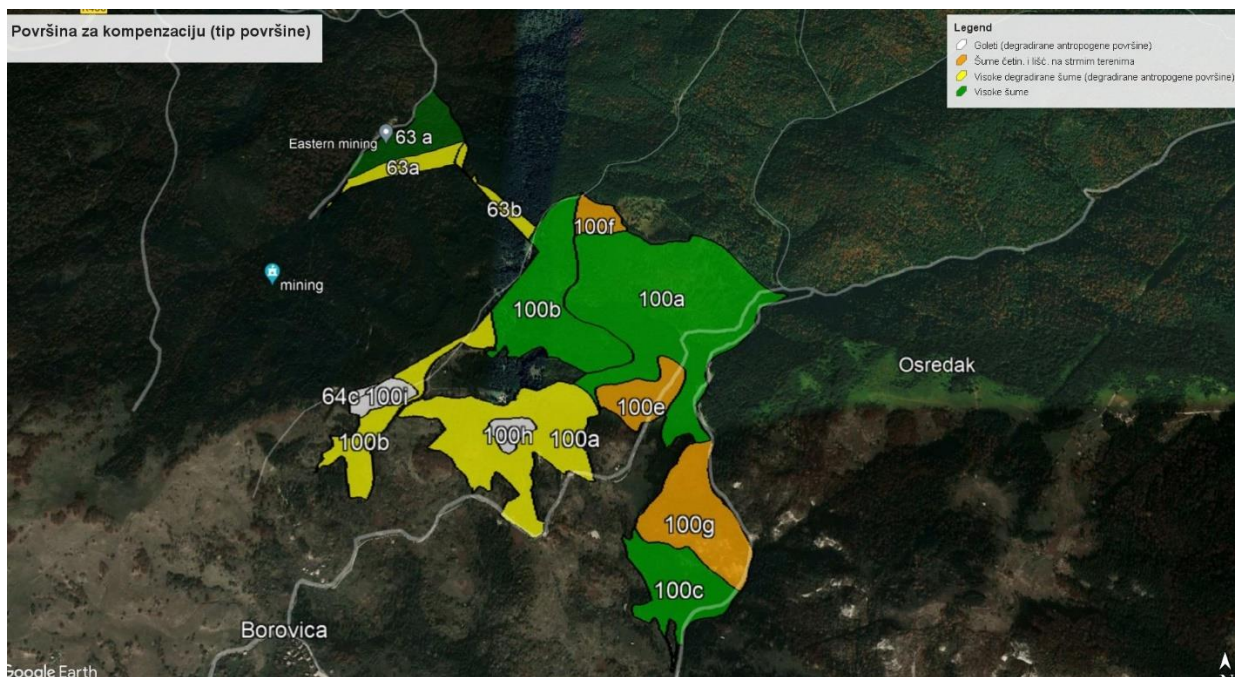 Površina za kompenzaciju (tip površine)
Legend
Goleti (degradirane antropogene površine)
Šume četin. i lišć. na strmim terenima
Visoke degradirane šume (degradirane antropogene površine)
Visoke šume
Eastern mining
63 a
63a
63b
100f
mining
100b
100a
Osredak
64c 100i
100e
100b
100h
100a
100g
100c
Borovica
Google Earth